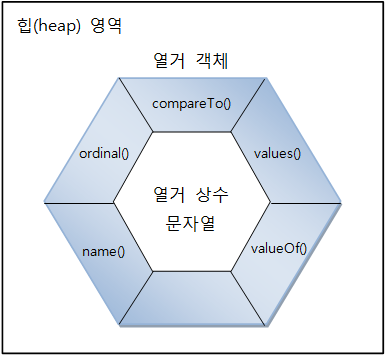 힙(heap) 영역
열거 객체
compareTo()
ordinal()
values()
열거 상수
문자열
name()
valueOf()